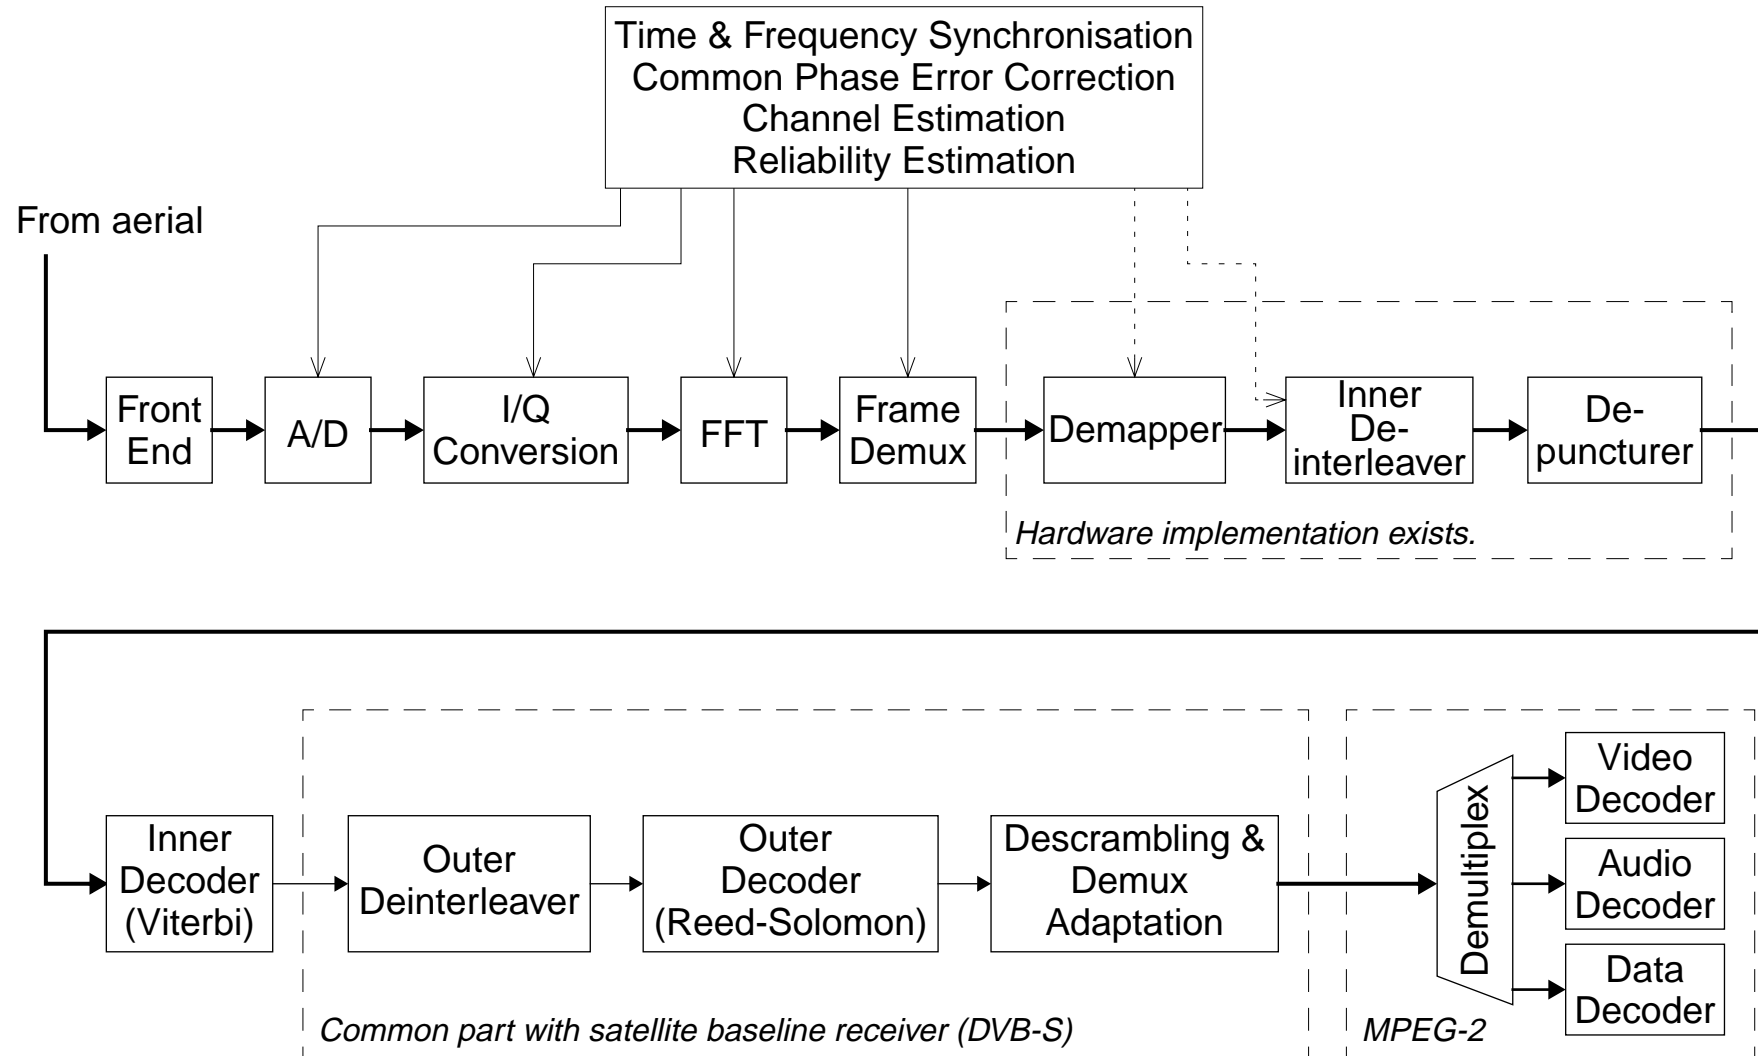 Time & Frequency Synchronisation
Common Phase Error Correction
Channel Estimation
Reliability Estimation
From aerial
Front
End
A/D
I/Q
Conversion
FFT
Frame
Demux
Demapper
Inner
De-
interleaver
De-
puncturer
Hardware implementation exists.
Inner
Decoder
(Viterbi)
Outer
Deinterleaver
Outer
Decoder
(Reed-Solomon)
Descrambling &
Demux
Adaptation
Demultiplex
Video
Decoder
Audio
Decoder
Data
Decoder
Common part with satellite baseline receiver (DVB-S)
MPEG-2